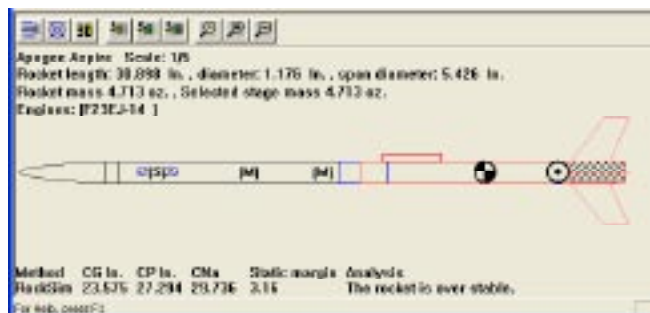 Apogee Aspire Scale: 1/5
Rocket length: 30.898 In. , diameter: 1.176 In. , span diameter: 5.426 In.
Rocket mass 4.713 oz. , Selected stage mass 4.713 oz.
Engines: [F23EJ-14 ]
(M) (M)
Method CG In. CP In. CNa Static margin Analysis
RockSim 23.575 27.294 29.736 3.16 The rocket is over stable.
For Help, press F1